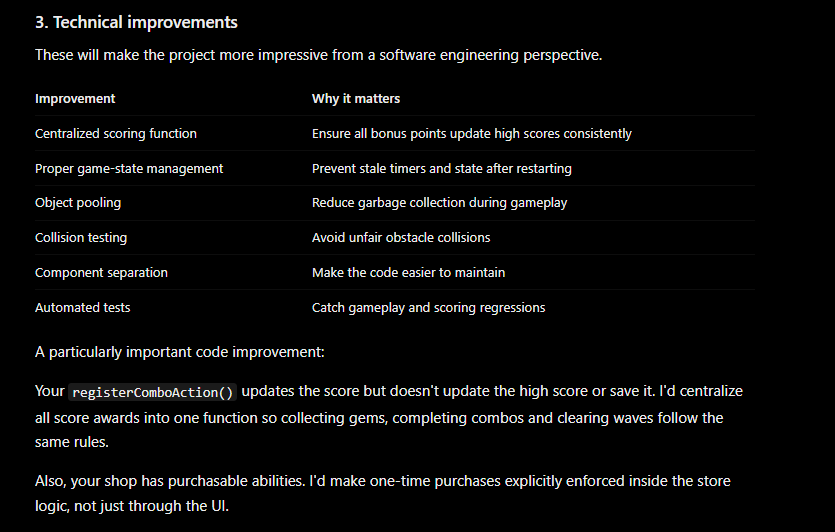 3. Technical improvements
These will make the project more impressive from a software engineering perspective.
Improvement Why it matters
Centralized scoring function Ensure all bonus points update high scores consistently
Proper game-state management Prevent stale timers and state after restarting
Object pooling Reduce garbage collection during gameplay
Collision testing Avoid unfair obstacle collisions
Component separation Make the code easier to maintain
Automated tests Catch gameplay and scoring regressions
A particularly important code improvement:
Your registerComboAction() updates the score but doesn't update the high score or save it. I'd centralize
all score awards into one function so collecting gems, completing combos and clearing waves follow the
same rules.
Also, your shop has purchasable abilities. I'd make one-time purchases explicitly enforced inside the store
logic, not just through the UI.